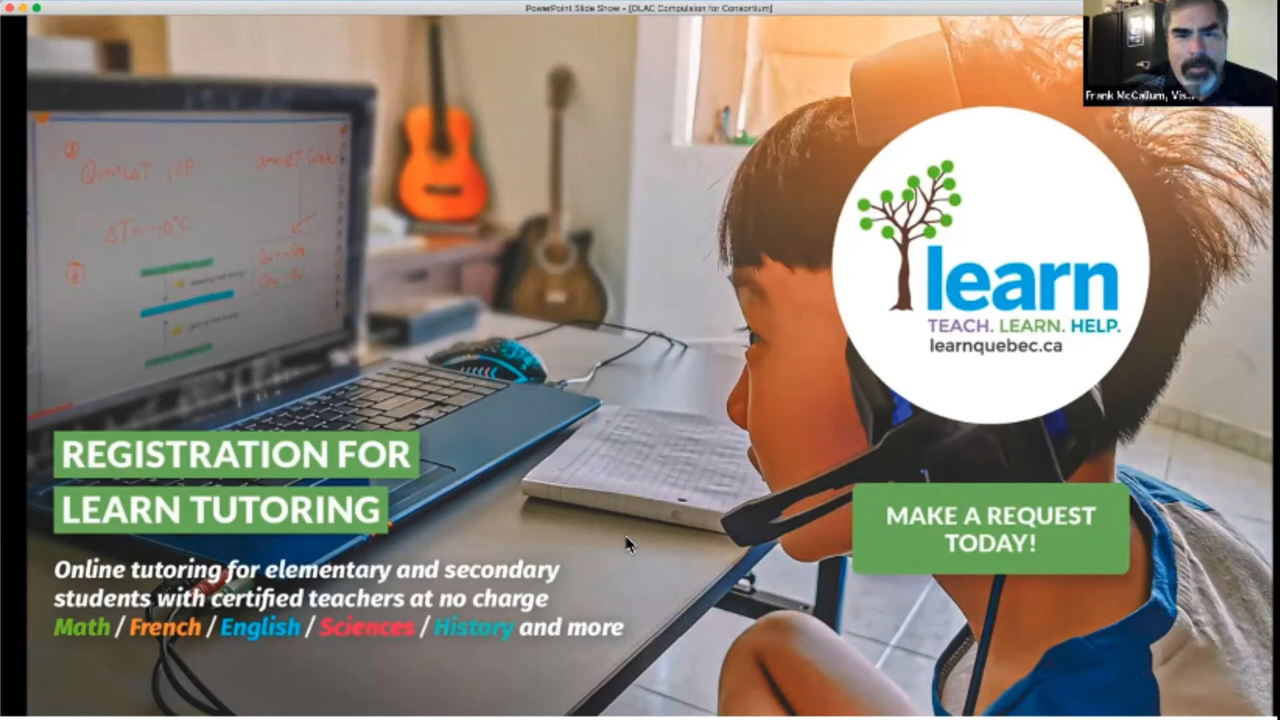 PowerPoint Slide Show - [DLAC Compulsion for Consortium]
Frank McCallum, Vis...
learn
TEACH. LEARN. HELP.
learnquebec.ca
REGISTRATION FOR
LEARN TUTORING
MAKE A REQUEST
TODAY!
Online tutoring for elementary and secondary
students with certified teachers at no charge
Math / French / English / Sciences / History and more